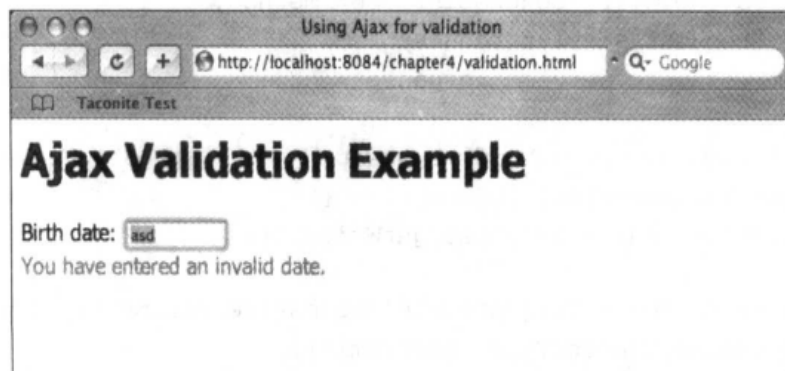 Using Ajax for validation
http://localhost:8084/chapter4/validation.html
Google
Taconite Test
Ajax Validation Example
Birth date: asd
You have entered an invalid date.